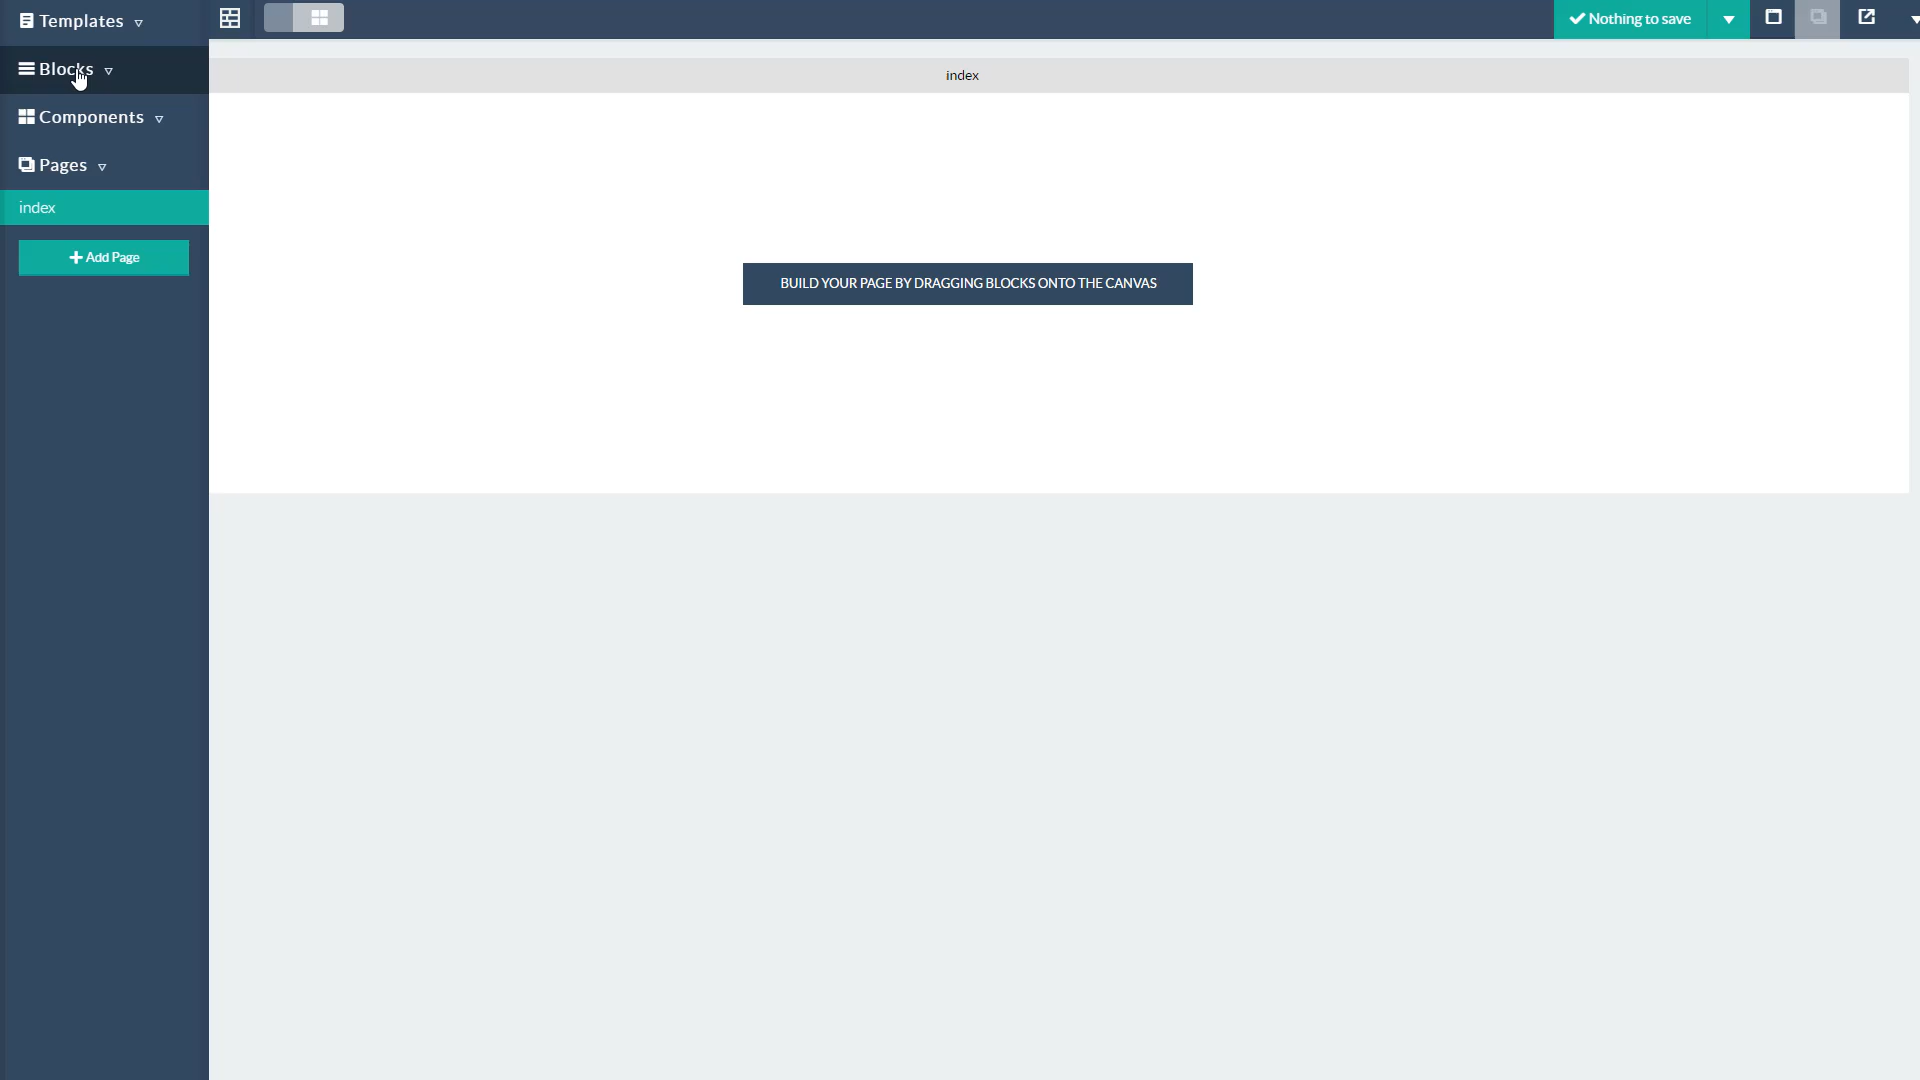 Templates
Blocks
Components
Pages
index
Add Page
Nothing to save
index
BUILD YOUR PAGE BY DRAGGING BLOCKS ONTO THE CANVAS